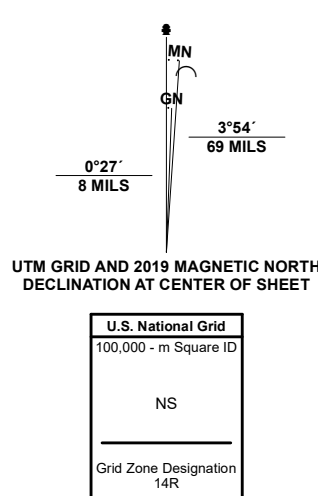 MN
GN
3°54´
69 MILS
0°27´
8 MILS
UTM GRID AND 2019 MAGNETIC NORTH
DECLINATION AT CENTER OF SHEET
U.S. National Grid
100,000 - m Square ID
NS
Grid Zone Designation
14R